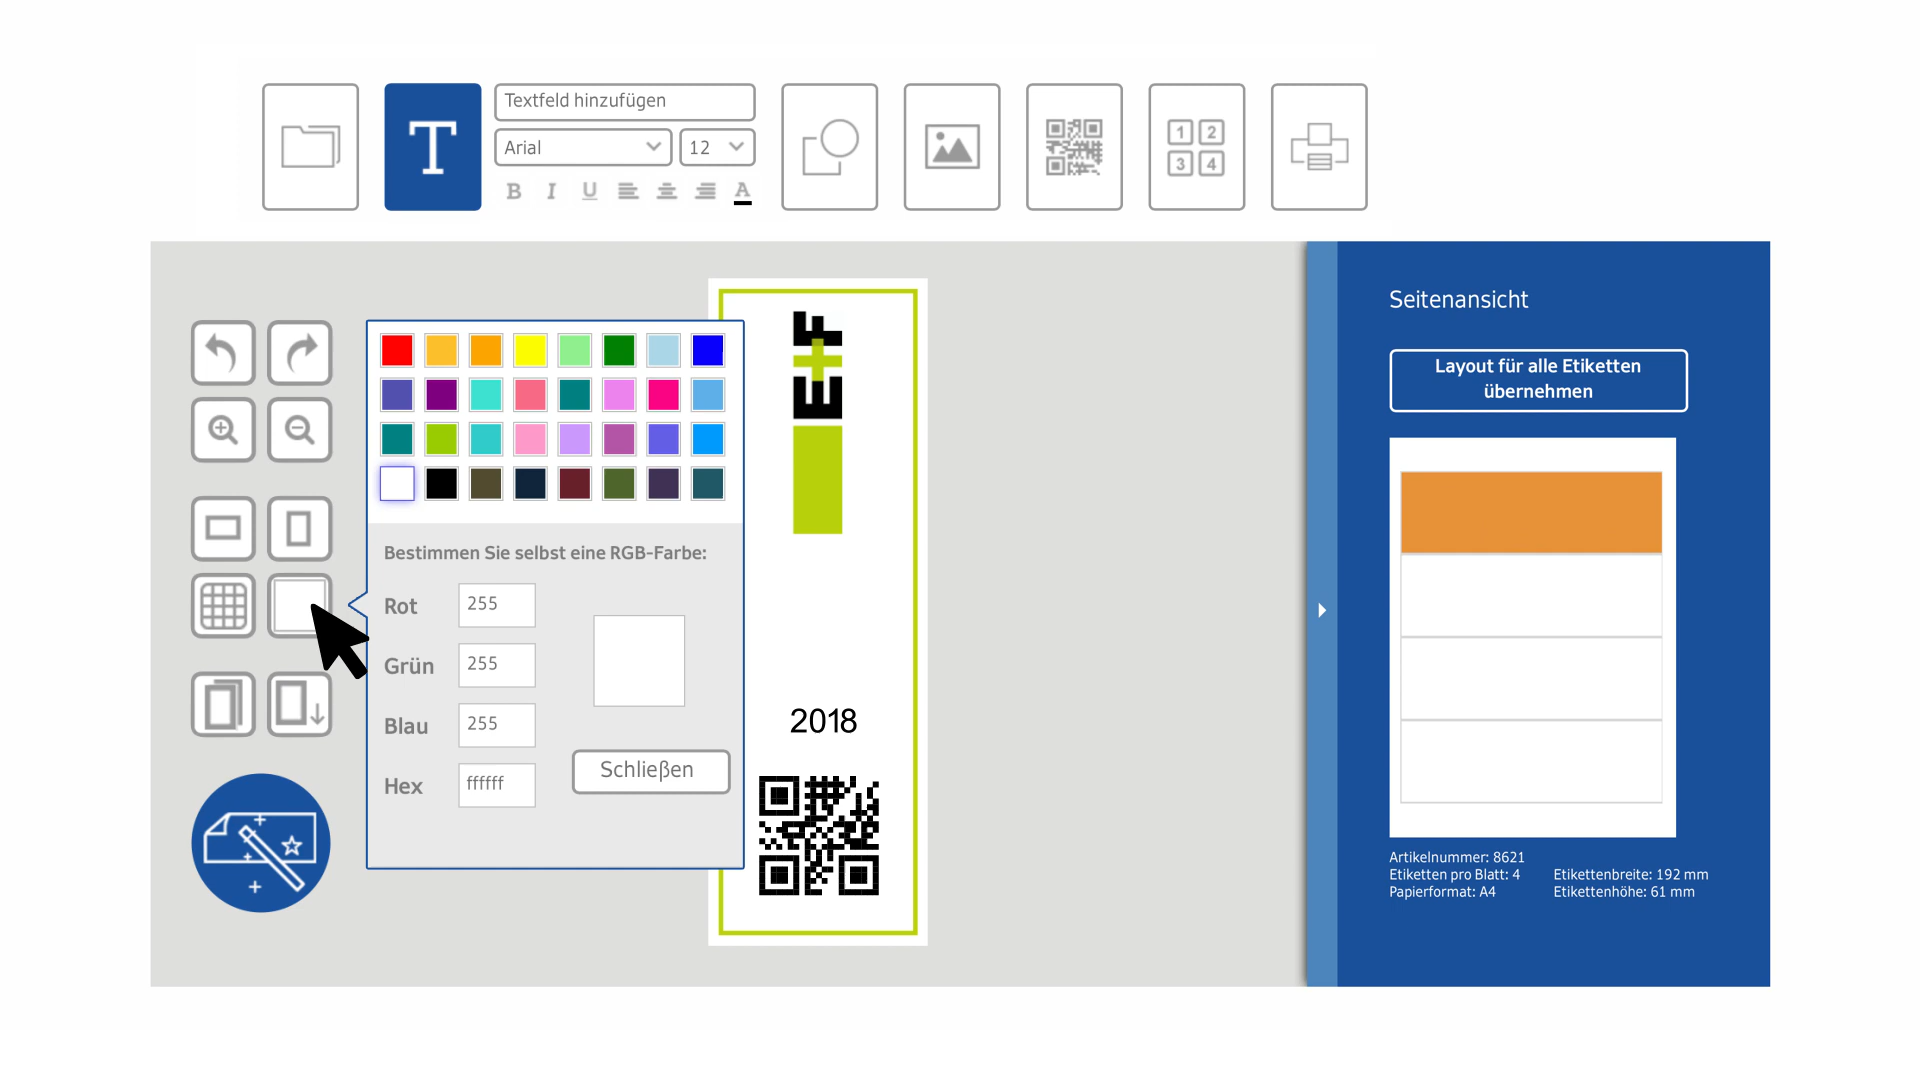 Textfeld hinzufügen
Arial
12
B I U A
1 2
3 4
Seitenansicht
Layout für alle Etiketten
übernehmen
E+F
Bestimmen Sie selbst eine RGB-Farbe:
Rot 255
Grün 255
Blau 255
Hex ffffff
Schließen
2018
Artikelnummer: 8621
Etiketten pro Blatt: 4
Papierformat: A4
Etikettenbreite: 192 mm
Etikettenhöhe: 61 mm